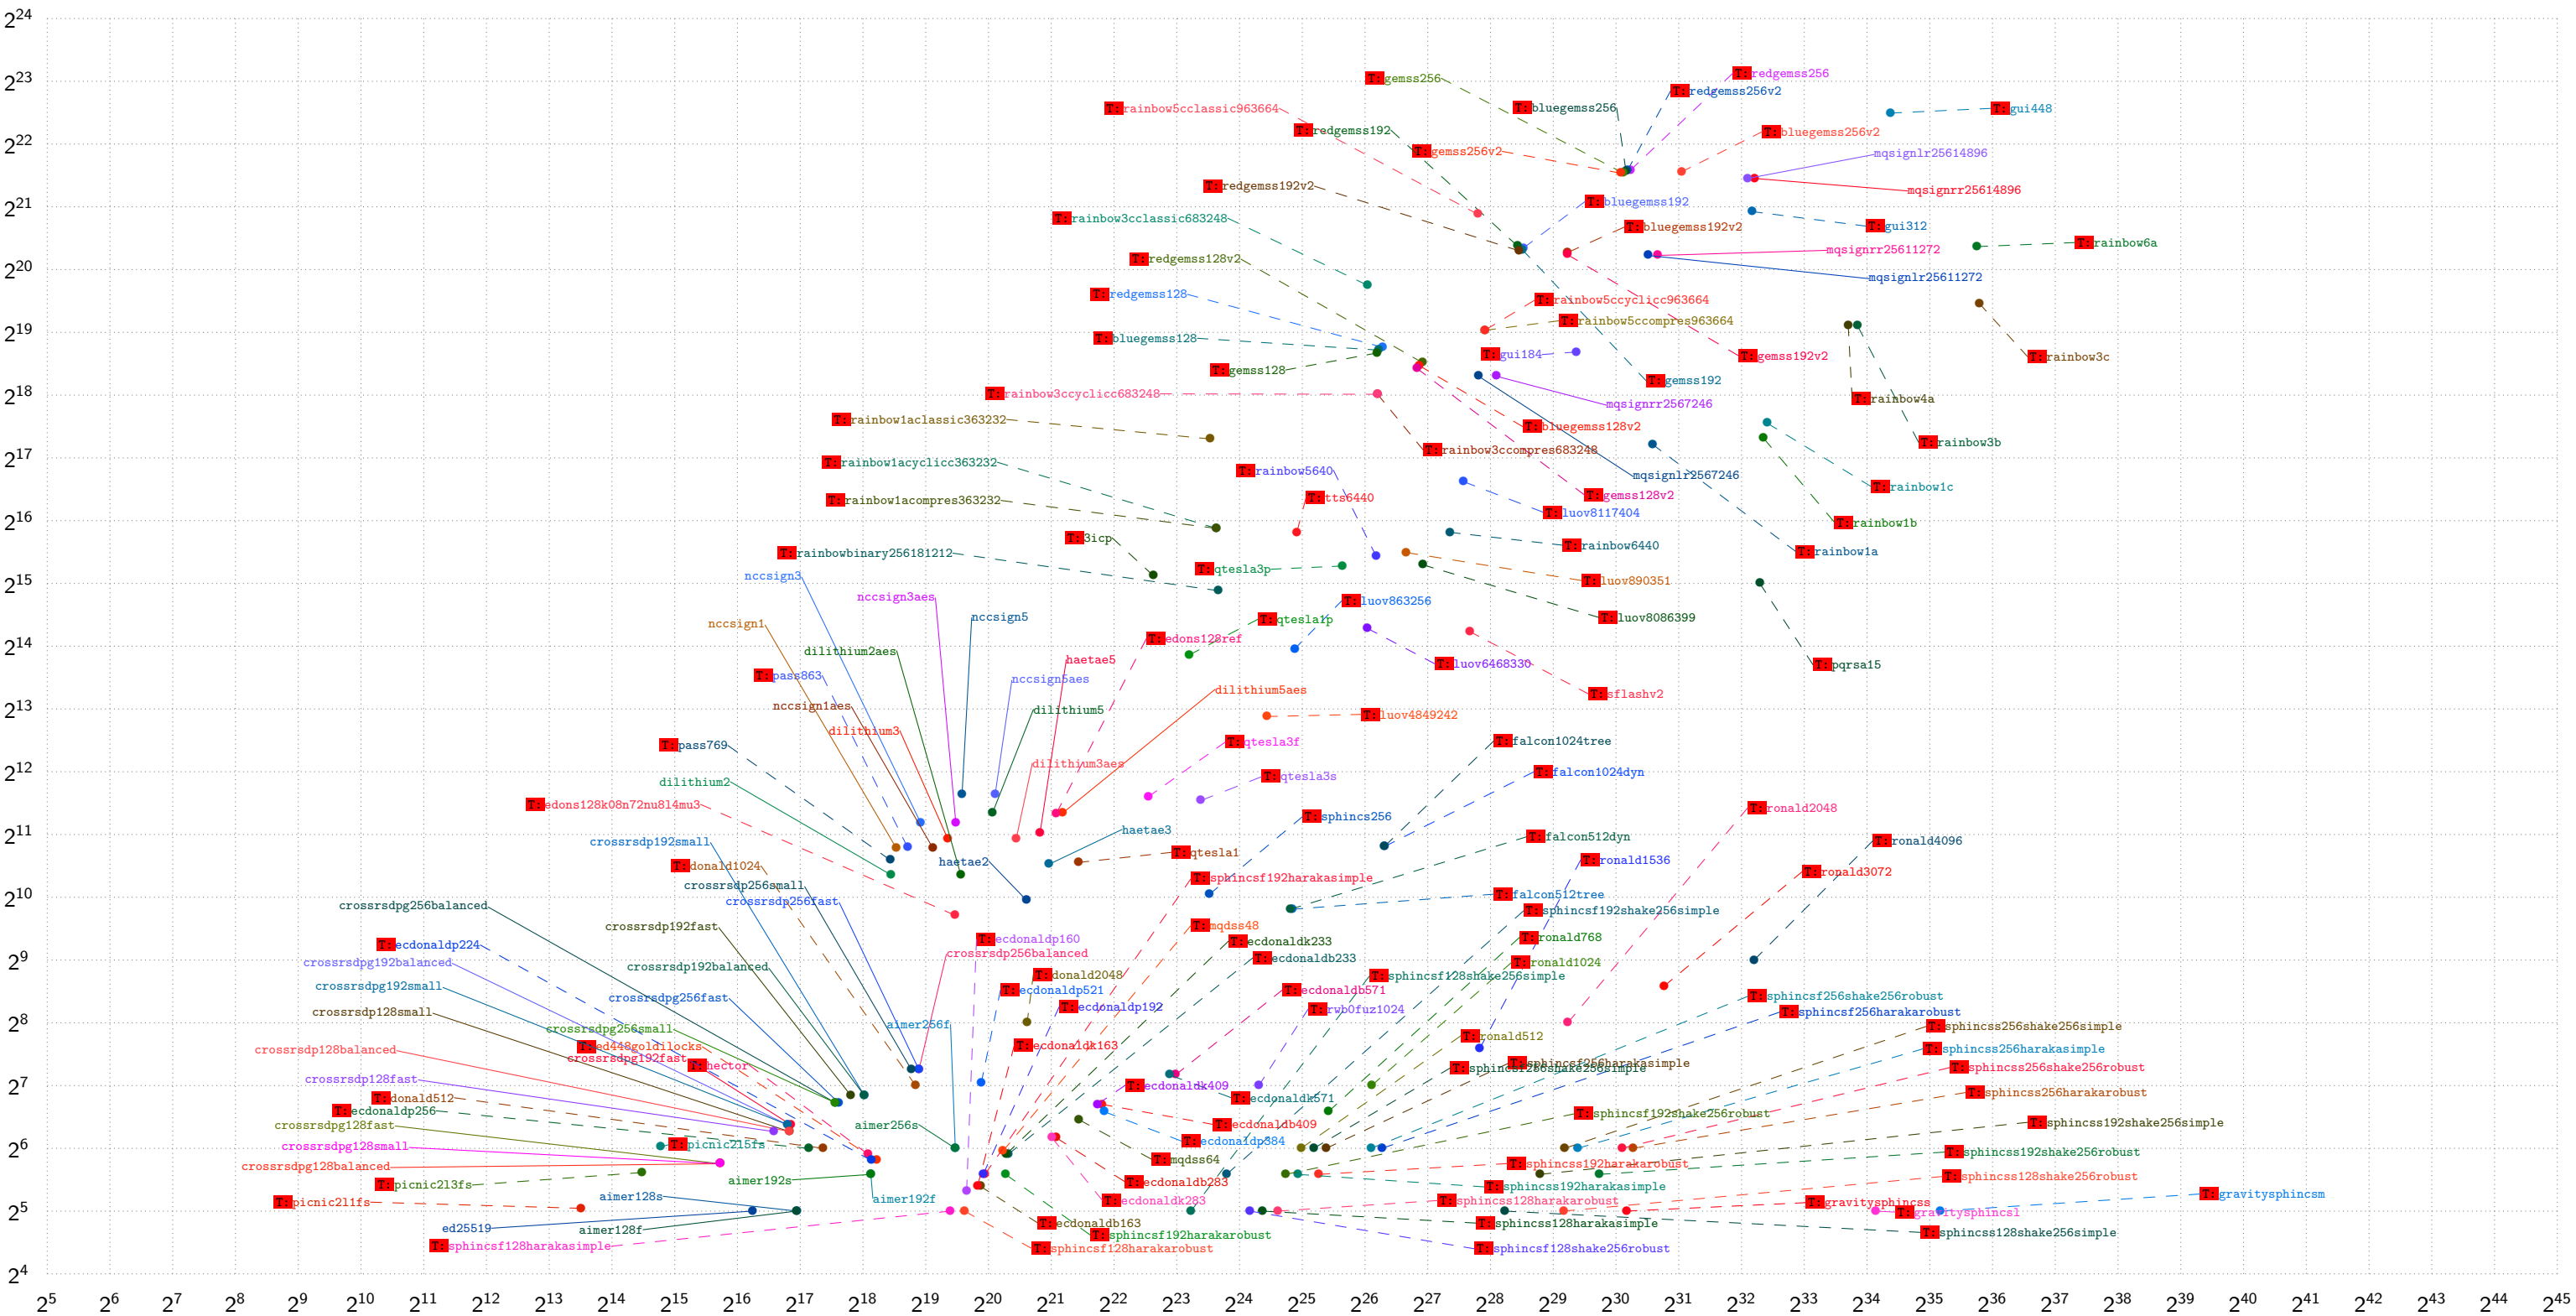 2^24
2^23
T: gemss256
T: redgemss256
T: redgemss256v2
T: rainbow5cclassic963664
T: bluegemss256
T: gui448
T: redgemss192
T: bluegemss256v2
2^22
T: gemss256v2
mqsignlr25614896
T: redgemss192v2
mqsignrr25614896
T: bluegemss192
2^21
T: rainbow3cclassic683248
T: bluegemss192v2
T: gui312
T: rainbow6a
mqsignrr25611272
T: redgemss128v2
2^20
mqsignlr25611272
T: redgemss128
T: rainbow5ccyclicc963664
T: rainbow5ccompres963664
2^19
T: bluegemss128
T: gui184
T: gemss192v2
T: rainbow3c
T: gemss128
T: gemss192
2^18
T: rainbow3ccyclicc683248
T: rainbow4a
mqsignrr2567246
T: rainbow1aclassic363232
T: bluegemss128v2
T: rainbow3b
T: rainbow3ccompres683248
2^17
T: rainbow1acyclicc363232
T: rainbow5640
mqsignlr2567246
T: rainbow1c
T: rainbow1acompres363232
T: tts6440
T: gemss128v2
2^16
T: luov8117404
T: rainbow1b
T: 3icp
T: rainbow6440
T: rainbowbinary256181212
T: rainbow1a
nccsign3
T: qtesla3p
T: luov890351
2^15
nccsign3aes
T: luov863256
nccsign1
nccsign5
T: qtesla1p
T: luov8086399
2^14
T: edons128ref
dilithium2aes
haetae5
T: luov6468330
T: pqrsa15
T: pass863
nccsign5aes
dilithium5aes
T: sflashv2
2^13
nccsign1aes
dilithium5
T: luov4849242
dilithium3
T: pass769
T: qtesla3f
T: falcon1024tree
2^12
dilithium2
dilithium3aes
T: qtesla3s
T: falcon1024dyn
T: edons128k08n72nu8l4mu3
T: sphincs256
T: ronald2048
2^11
crossrsdp192small
haetae3
T: falcon512dyn
T: ronald4096
T: donald1024
haetae2
T: qtesla1
T: ronald1536
T: ronald3072
crossrsdp256small
T: sphincsf192harakasimple
2^10
crossrsdpg256balanced
crossrsdp256fast
T: falcon512tree
T: sphincsf192shake256simple
crossrsdp192fast
T: mqdss48
T: ecdonaldp224
T: ecdonaldp160
T: ecdonaldk233
T: ronald768
2^9
crossrsdpg192balanced
crossrsdp192balanced
crossrsdp256balanced
T: ecdonaldb233
T: ronald1024
crossrsdpg192small
T: donald2048
T: sphincsf128shake256simple
crossrsdpg256fast
T: ecdonaldp521
T: ecdonaldb571
T: sphincsf256shake256robust
crossrsdp128small
T: ecdonaldp192
T: rwb0fuz1024
T: sphincsf256harakarobust
2^8
crossrsdpg256small
aimer256f
T: ronald512
T: sphincss256shake256simple
crossrsdp128balanced
T: ed448goldilocks
T: ecdonaldk163
T: sphincss256harakasimple
crossrsdpg192fast
T: hector
T: sphincsf256harakasimple
T: sphincsf256shake256simple
T: sphincss256shake256robust
2^7
crossrsdp128fast
T: ecdonaldk409
T: donald512
T: ecdonaldk571
T: sphincss256harakarobust
T: ecdonaldp256
T: sphincsf192shake256robust
crossrsdpg128fast
aimer256s
T: ecdonaldb409
T: sphincss192shake256simple
2^6
crossrsdpg128small
T: picnic2l5fs
T: ecdonaldp384
T: sphincss192shake256robust
crossrsdpg128balanced
T: mqdss64
T: sphincss192harakarobust
T: picnic2l3fs
aimer192s
T: ecdonaldb283
T: sphincss192harakasimple
T: sphincss128shake256robust
T: picnic2l1fs
aimer128s
aimer192f
T: ecdonaldk283
T: sphincss128harakarobust
T: gravitysphincss
T: gravitysphincsm
2^5
T: gravitysphincsl
ed25519
aimer128f
T: ecdonaldb163
T: sphincss128harakasimple
T: sphincsf128harakasimple
T: sphincsf192harakarobust
T: sphincss128shake256simple
T: sphincsf128harakarobust
T: sphincsf128shake256robust
2^4
2^5 2^6 2^7 2^8 2^9 2^10 2^11 2^12 2^13 2^14 2^15 2^16 2^17 2^18 2^19 2^20 2^21 2^22 2^23 2^24 2^25 2^26 2^27 2^28 2^29 2^30 2^31 2^32 2^33 2^34 2^35 2^36 2^37 2^38 2^39 2^40 2^41 2^42 2^43 2^44 2^45